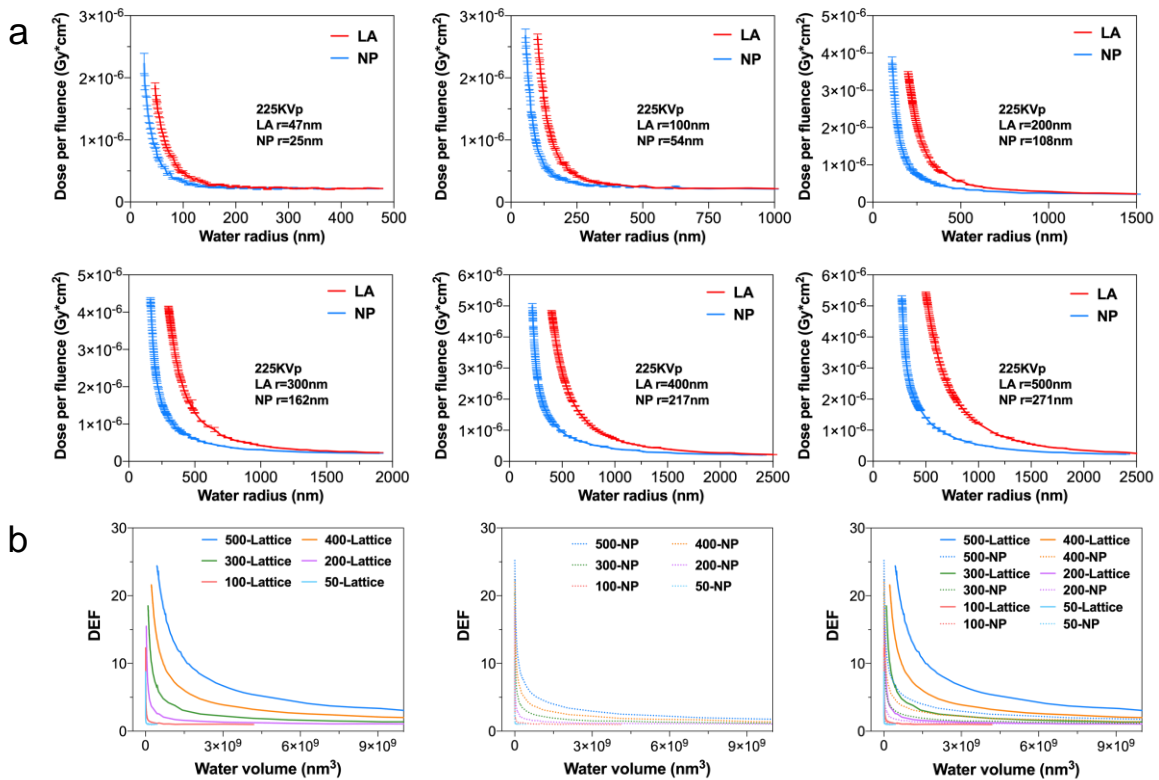 a
Dose per fluence (Gy*cm²)
3×10⁻⁶
2×10⁻⁶
1×10⁻⁶
0
0 100 200 300 400 500
Water radius (nm)
LA
NP
225KVp
LA r=47nm
NP r=25nm
Dose per fluence (Gy*cm²)
3×10⁻⁶
2×10⁻⁶
1×10⁻⁶
0
0 250 500 750 1000
Water radius (nm)
LA
NP
225KVp
LA r=100nm
NP r=54nm
Dose per fluence (Gy*cm²)
5×10⁻⁶
4×10⁻⁶
3×10⁻⁶
2×10⁻⁶
1×10⁻⁶
0
0 500 1000 1500
Water radius (nm)
LA
NP
225KVp
LA r=200nm
NP r=108nm
Dose per fluence (Gy*cm²)
5×10⁻⁶
4×10⁻⁶
3×10⁻⁶
2×10⁻⁶
1×10⁻⁶
0
0 500 1000 1500 2000
Water radius (nm)
LA
NP
225KVp
LA r=300nm
NP r=162nm
Dose per fluence (Gy*cm²)
6×10⁻⁶
5×10⁻⁶
4×10⁻⁶
3×10⁻⁶
2×10⁻⁶
1×10⁻⁶
0
0 500 1000 1500 2000 2500
Water radius (nm)
LA
NP
225KVp
LA r=400nm
NP r=217nm
Dose per fluence (Gy*cm²)
6×10⁻⁶
5×10⁻⁶
4×10⁻⁶
3×10⁻⁶
2×10⁻⁶
1×10⁻⁶
0
0 500 1000 1500 2000 2500
Water radius (nm)
LA
NP
225KVp
LA r=500nm
NP r=271nm
b
DEF
30
20
10
0
0 3×10⁹ 6×10⁹ 9×10⁹
Water volume (nm³)
500-Lattice 400-Lattice
300-Lattice 200-Lattice
100-Lattice 50-Lattice
DEF
30
20
10
0
0 3×10⁹ 6×10⁹ 9×10⁹
Water volume (nm³)
500-NP 400-NP
300-NP 200-NP
100-NP 50-NP
DEF
30
20
10
0
0 3×10⁹ 6×10⁹ 9×10⁹
Water volume (nm³)
500-Lattice 400-Lattice
500-NP 400-NP
300-Lattice 200-Lattice
300-NP 200-NP
100-Lattice 50-Lattice
100-NP 50-NP